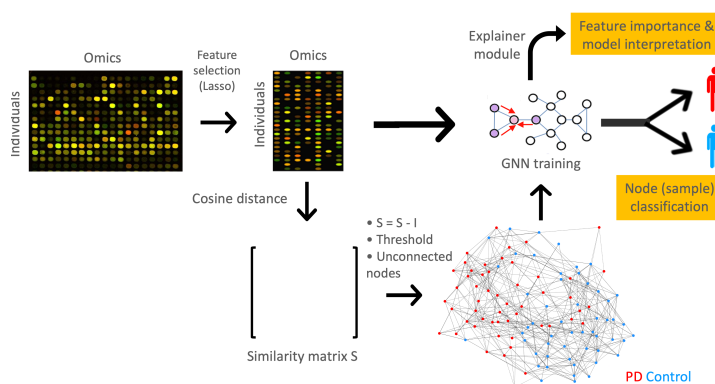 Explainer
module
Feature importance &
model interpretation
Omics
Feature
selection
(Lasso)
Omics
Individuals
Individuals
GNN training
Node (sample)
classification
Cosine distance
• S = S - I
• Threshold
• Unconnected
nodes
Similarity matrix S
PD Control